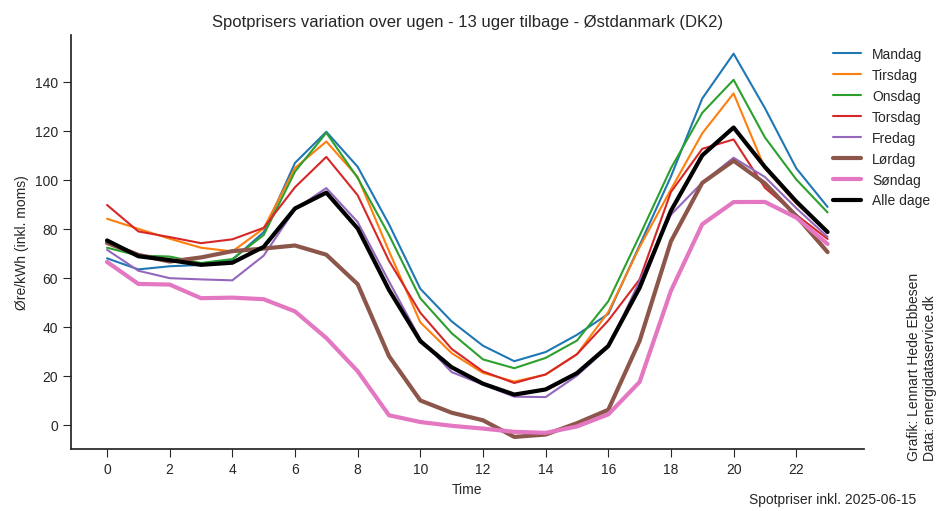 Spotprisers variation over ugen - 13 uger tilbage - Østdanmark (DK2)
Øre/kWh (inkl. moms)
140
120
100
80
60
40
20
0
0 2 4 6 8 10 12 14 16 18 20 22
Time
Mandag
Tirsdag
Onsdag
Torsdag
Fredag
Lørdag
Søndag
Alle dage
Grafik: Lennart Hede Ebbesen
Data: energidataservice.dk
Spotpriser inkl. 2025-06-15